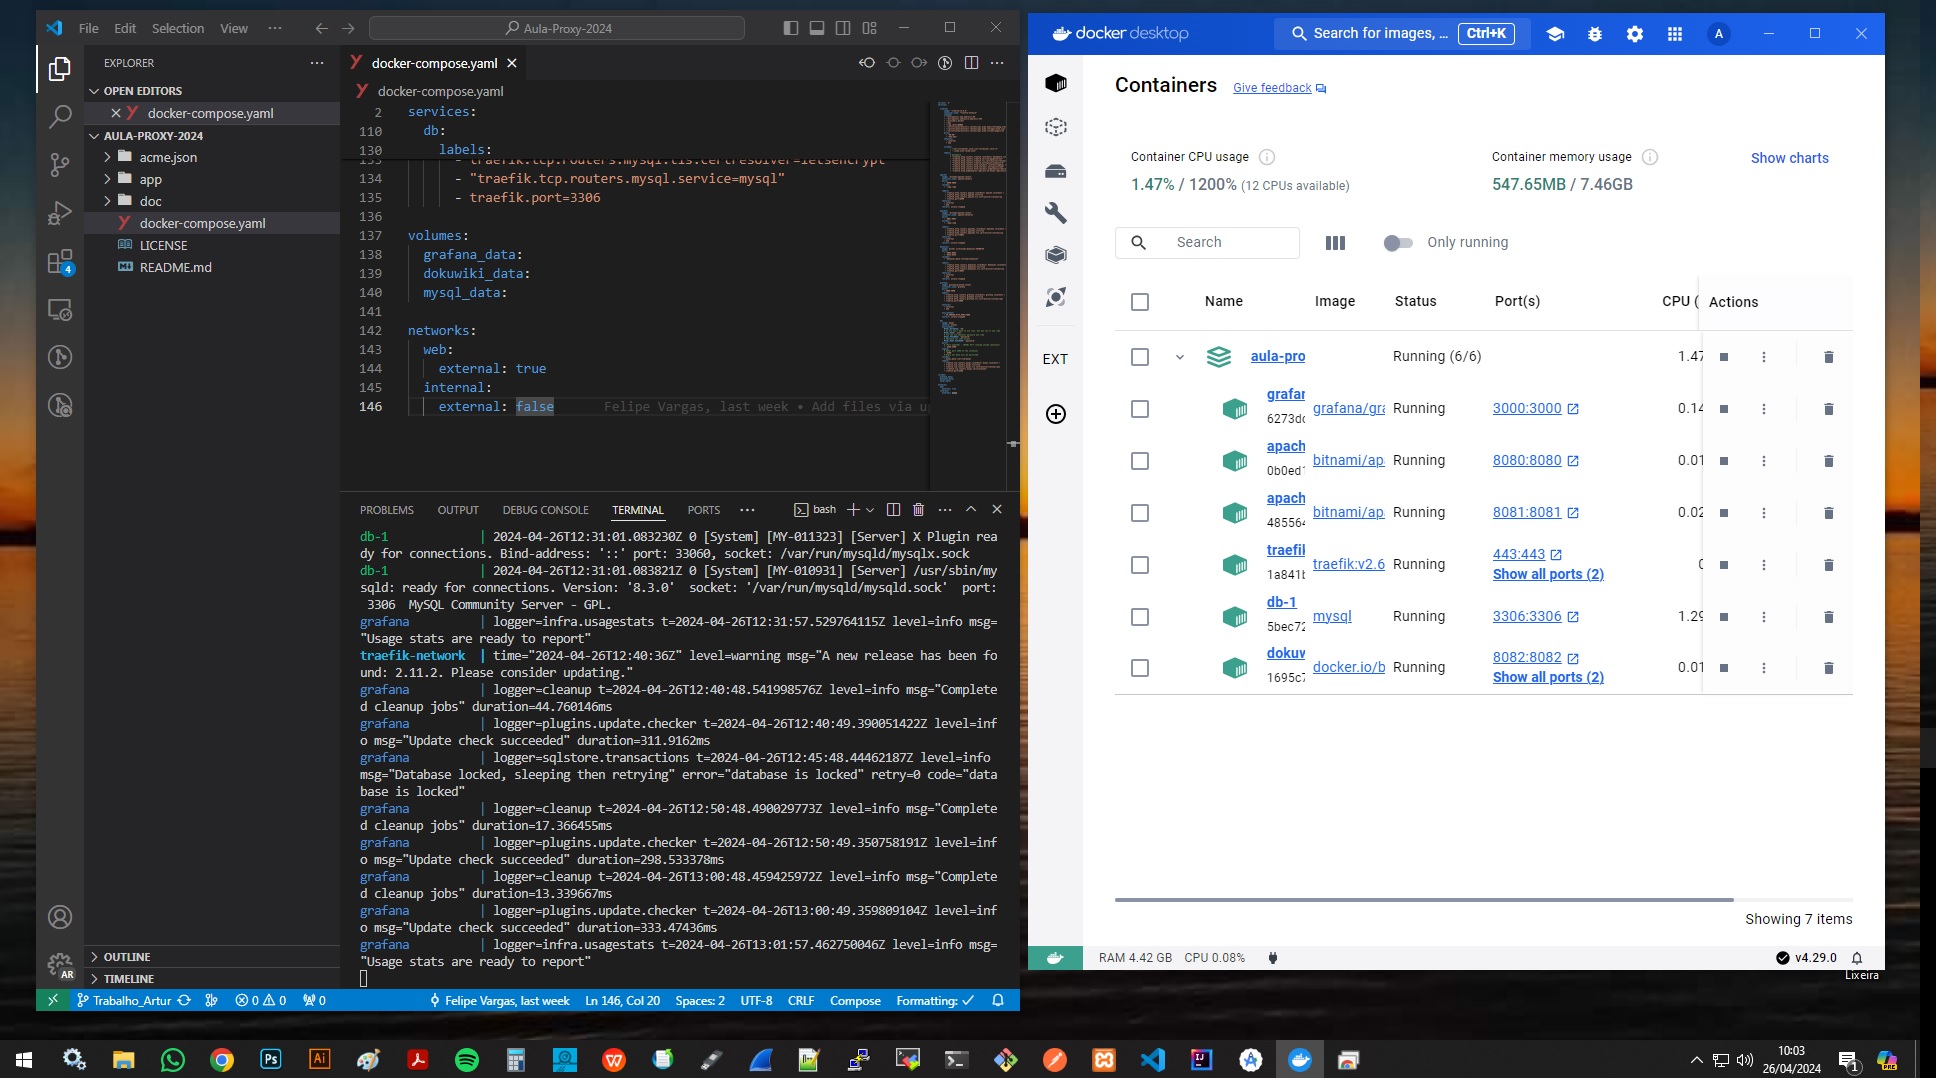 File Edit Selection View ··· Aula-Proxy-2024
EXPLORER
OPEN EDITORS
docker-compose.yaml
AULA-PROXY-2024
acme.json
app
doc
docker-compose.yaml
LICENSE
README.md
OUTLINE
TIMELINE
4
AR
docker-compose.yaml
docker-compose.yaml
2 services:
110 db:
130 labels:
134 - "traefik.tcp.routers.mysql.service=mysql"
135 - traefik.port=3306
136
137 volumes:
138 grafana_data:
139 dokuwiki_data:
140 mysql_data:
141
142 networks:
143 web:
144 external: true
145 internal:
146 external: false Felipe Vargas, last week • Add files via u
PROBLEMS OUTPUT DEBUG CONSOLE TERMINAL PORTS ··· bash
db-1 | 2024-04-26T12:31:01.083230Z 0 [System] [MY-011323] [Server] X Plugin rea
dy for connections. Bind-address: '::' port: 33060, socket: /var/run/mysqld/mysqlx.sock
db-1 | 2024-04-26T12:31:01.083821Z 0 [System] [MY-010931] [Server] /usr/sbin/my
sqld: ready for connections. Version: '8.3.0' socket: '/var/run/mysqld/mysqld.sock' port:
3306 MySQL Community Server - GPL.
grafana | logger=infra.usagestats t=2024-04-26T12:31:57.529764115Z level=info msg=
"Usage stats are ready to report"
traefik-network | time="2024-04-26T12:40:36Z" level=warning msg="A new release has been fo
und: 2.11.2. Please consider updating."
grafana | logger=cleanup t=2024-04-26T12:40:48.541998576Z level=info msg="Complete
d cleanup jobs" duration=44.760146ms
grafana | logger=plugins.update.checker t=2024-04-26T12:40:49.390051422Z level=inf
o msg="Update check succeeded" duration=311.9162ms
grafana | logger=sqlstore.transactions t=2024-04-26T12:45:48.44462187Z level=info
msg="Database locked, sleeping then retrying" error="database is locked" retry=0 code="data
base is locked"
grafana | logger=cleanup t=2024-04-26T12:50:48.490029773Z level=info msg="Complete
d cleanup jobs" duration=17.366455ms
grafana | logger=plugins.update.checker t=2024-04-26T12:50:49.350758191Z level=inf
o msg="Update check succeeded" duration=298.533378ms
grafana | logger=cleanup t=2024-04-26T13:00:48.459425972Z level=info msg="Complete
d cleanup jobs" duration=13.339667ms
grafana | logger=plugins.update.checker t=2024-04-26T13:00:49.359809104Z level=inf
o msg="Update check succeeded" duration=333.47436ms
grafana | logger=infra.usagestats t=2024-04-26T13:01:57.462750046Z level=info msg=
"Usage stats are ready to report"
Trabalho_Artur 0 0 0 Felipe Vargas, last week Ln 146, Col 20 Spaces: 2 UTF-8 CRLF Compose Formatting:
docker desktop Search for images, ... Ctrl+K A
EXT
Containers Give feedback
Container CPU usage
1.47% / 1200% (12 CPUs available)
Container memory usage
547.65MB / 7.46GB
Show charts
Search Only running
Name Image Status Port(s) CPU ( Actions
aula-pro Running (6/6) 1.47
grafan grafana/gra Running 3000:3000 0.14
6273d
apach bitnami/ap Running 8080:8080 0.01
0b0ed1
apach bitnami/ap Running 8081:8081 0.02
485564
traefik traefik:v2.6 Running 443:443 0
1a841b Show all ports (2)
db-1 mysql Running 3306:3306 1.29
5bec72
dokuw docker.io/b Running 8082:8082 0.01
1695c7 Show all ports (2)
Showing 7 items
RAM 4.42 GB CPU 0.08% v4.29.0
Lixeira
10:03
26/04/2024
1